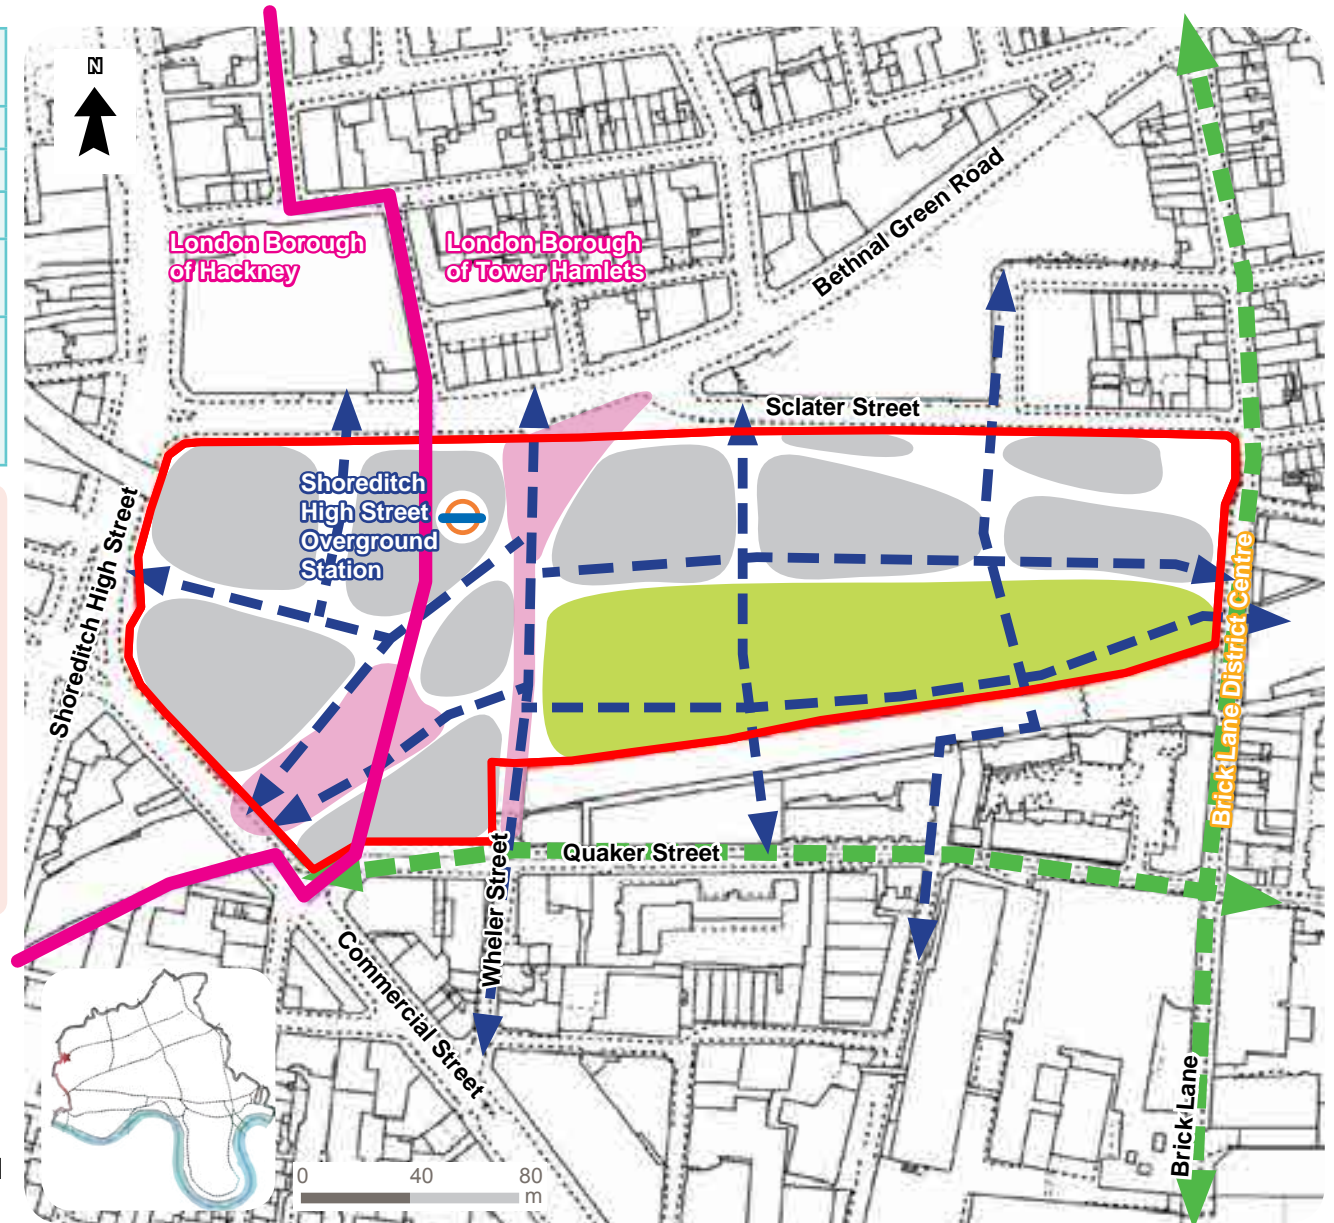 N
London Borough
of Hackney
London Borough
of Tower Hamlets
Bethnal Green Road
Sclater Street
Shoreditch
High Street
Overground
Station
Shoreditch High Street
Brick Lane District Centre
Quaker Street
Wheler Street
Commercial Street
Brick Lane
0 40 80
m